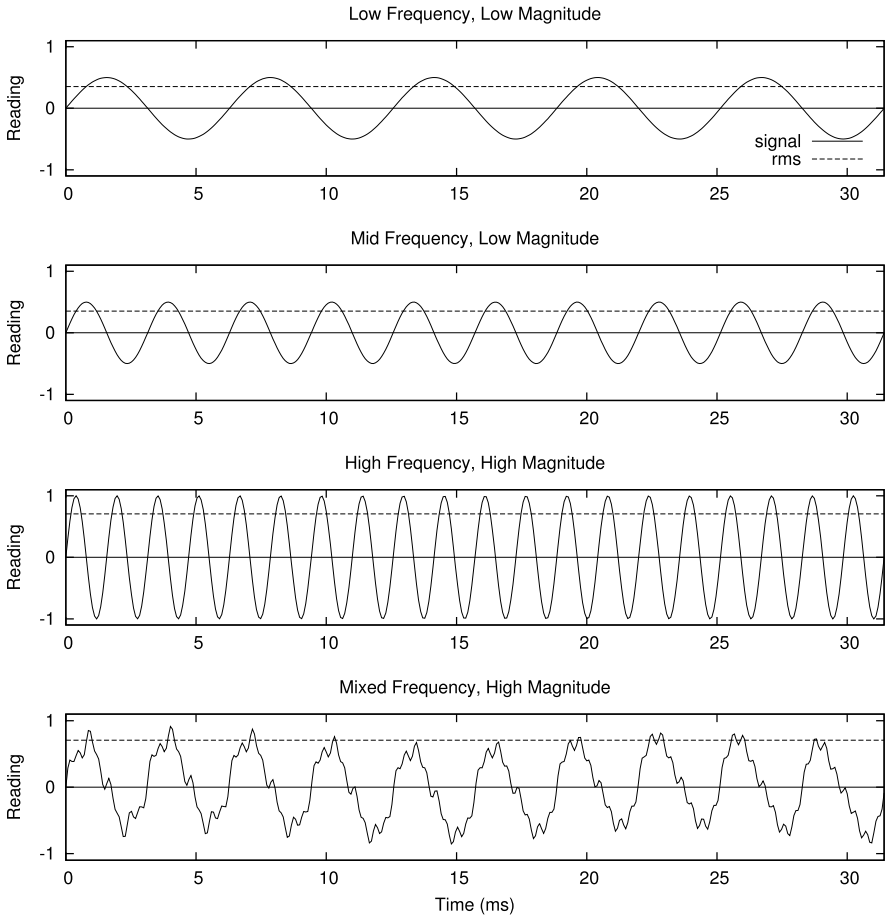 Low Frequency, Low Magnitude
1
0
-1
Reading
signal
rms
0 5 10 15 20 25 30
Mid Frequency, Low Magnitude
1
0
-1
Reading
0 5 10 15 20 25 30
High Frequency, High Magnitude
1
0
-1
Reading
0 5 10 15 20 25 30
Mixed Frequency, High Magnitude
1
0
-1
Reading
0 5 10 15 20 25 30
Time (ms)